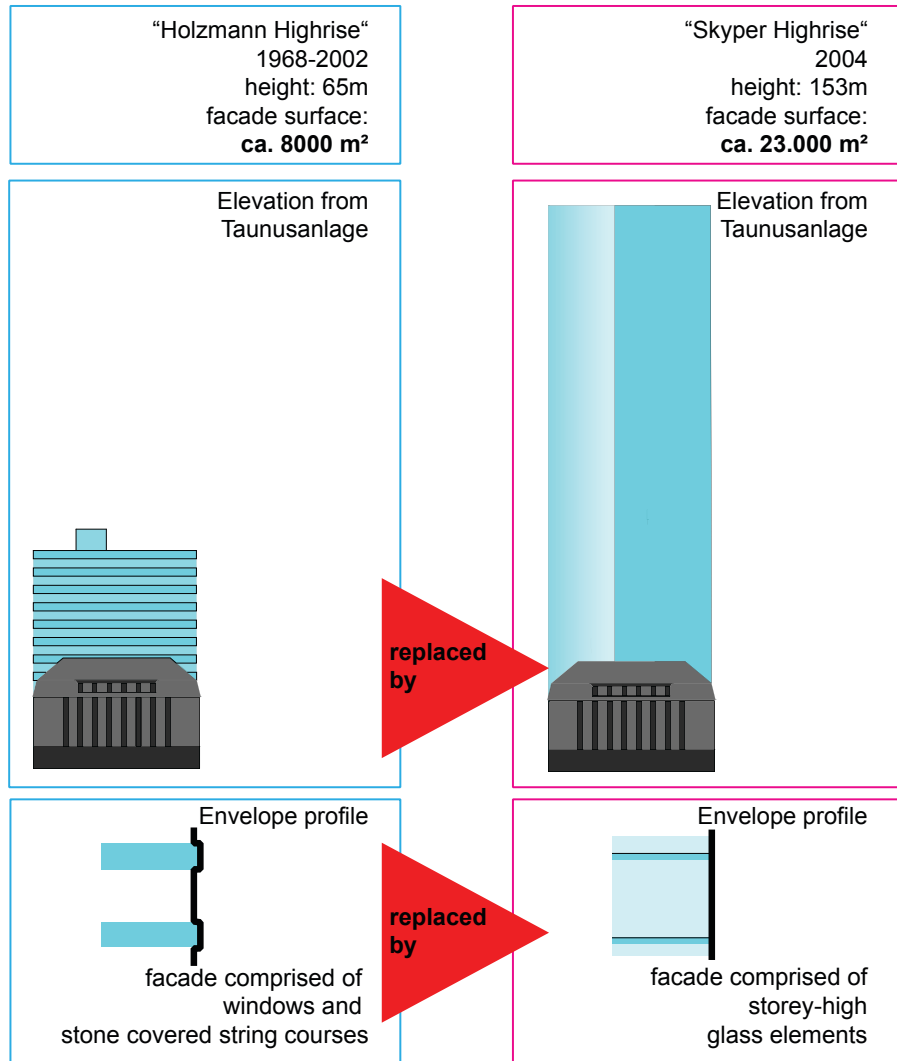 “Holzmann Highrise“
1968-2002
height: 65m
facade surface:
ca. 8000 m²
“Skyper Highrise“
2004
height: 153m
facade surface:
ca. 23.000 m²
Elevation from
Taunusanlage
Elevation from
Taunusanlage
replaced
by
Envelope profile
Envelope profile
replaced
by
facade comprised of
windows and
stone covered string courses
facade comprised of
storey-high
glass elements